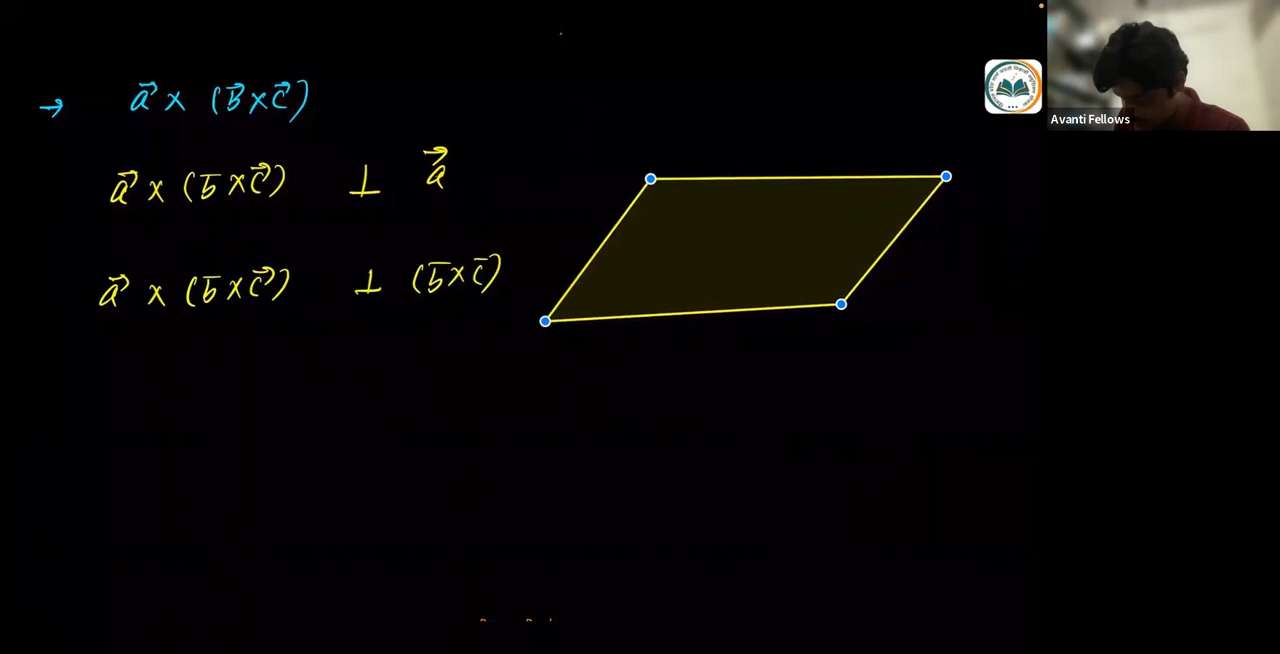 → a⃗ × (b⃗ × c⃗)
a⃗ × (b̄ × c⃗) ⊥ a⃗
a⃗ × (b̄ × c⃗) ⊥ (b̄ × c̄)
Avanti Fellows